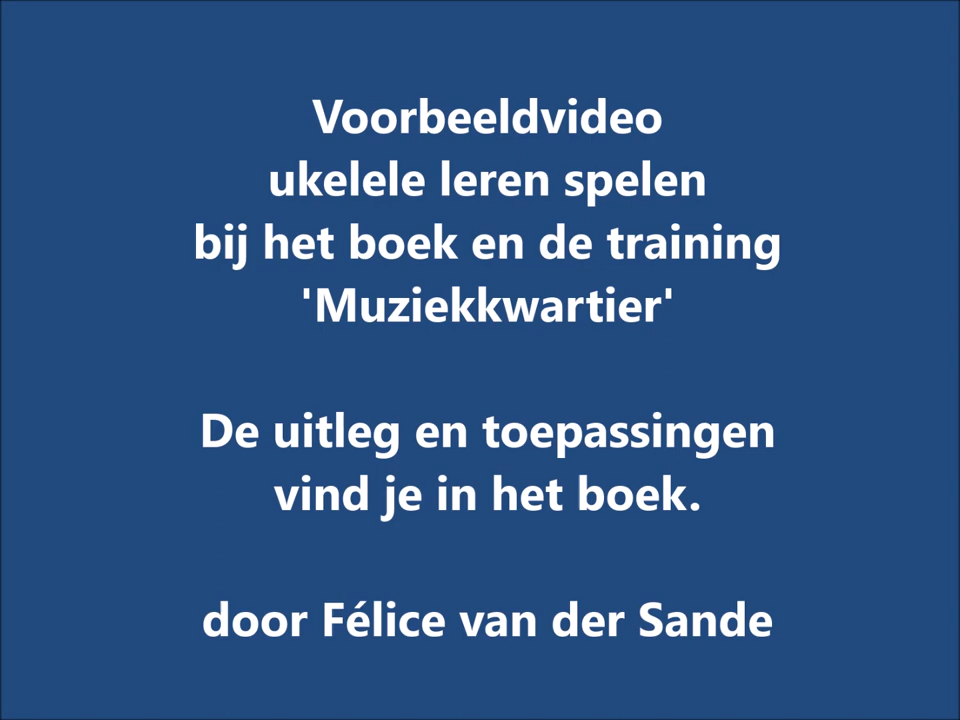 Voorbeeldvideo
ukelele leren spelen
bij het boek en de training
'Muziekkwartier'
De uitleg en toepassingen
vind je in het boek.
door Félice van der Sande